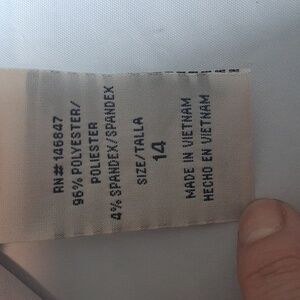 RN# 146847
96% POLYESTER/
POLIESTER
4% SPANDEX/SPANDEX
SIZE/TALLA
14
MADE IN VIETNAM
HECHO EN VIETNAM